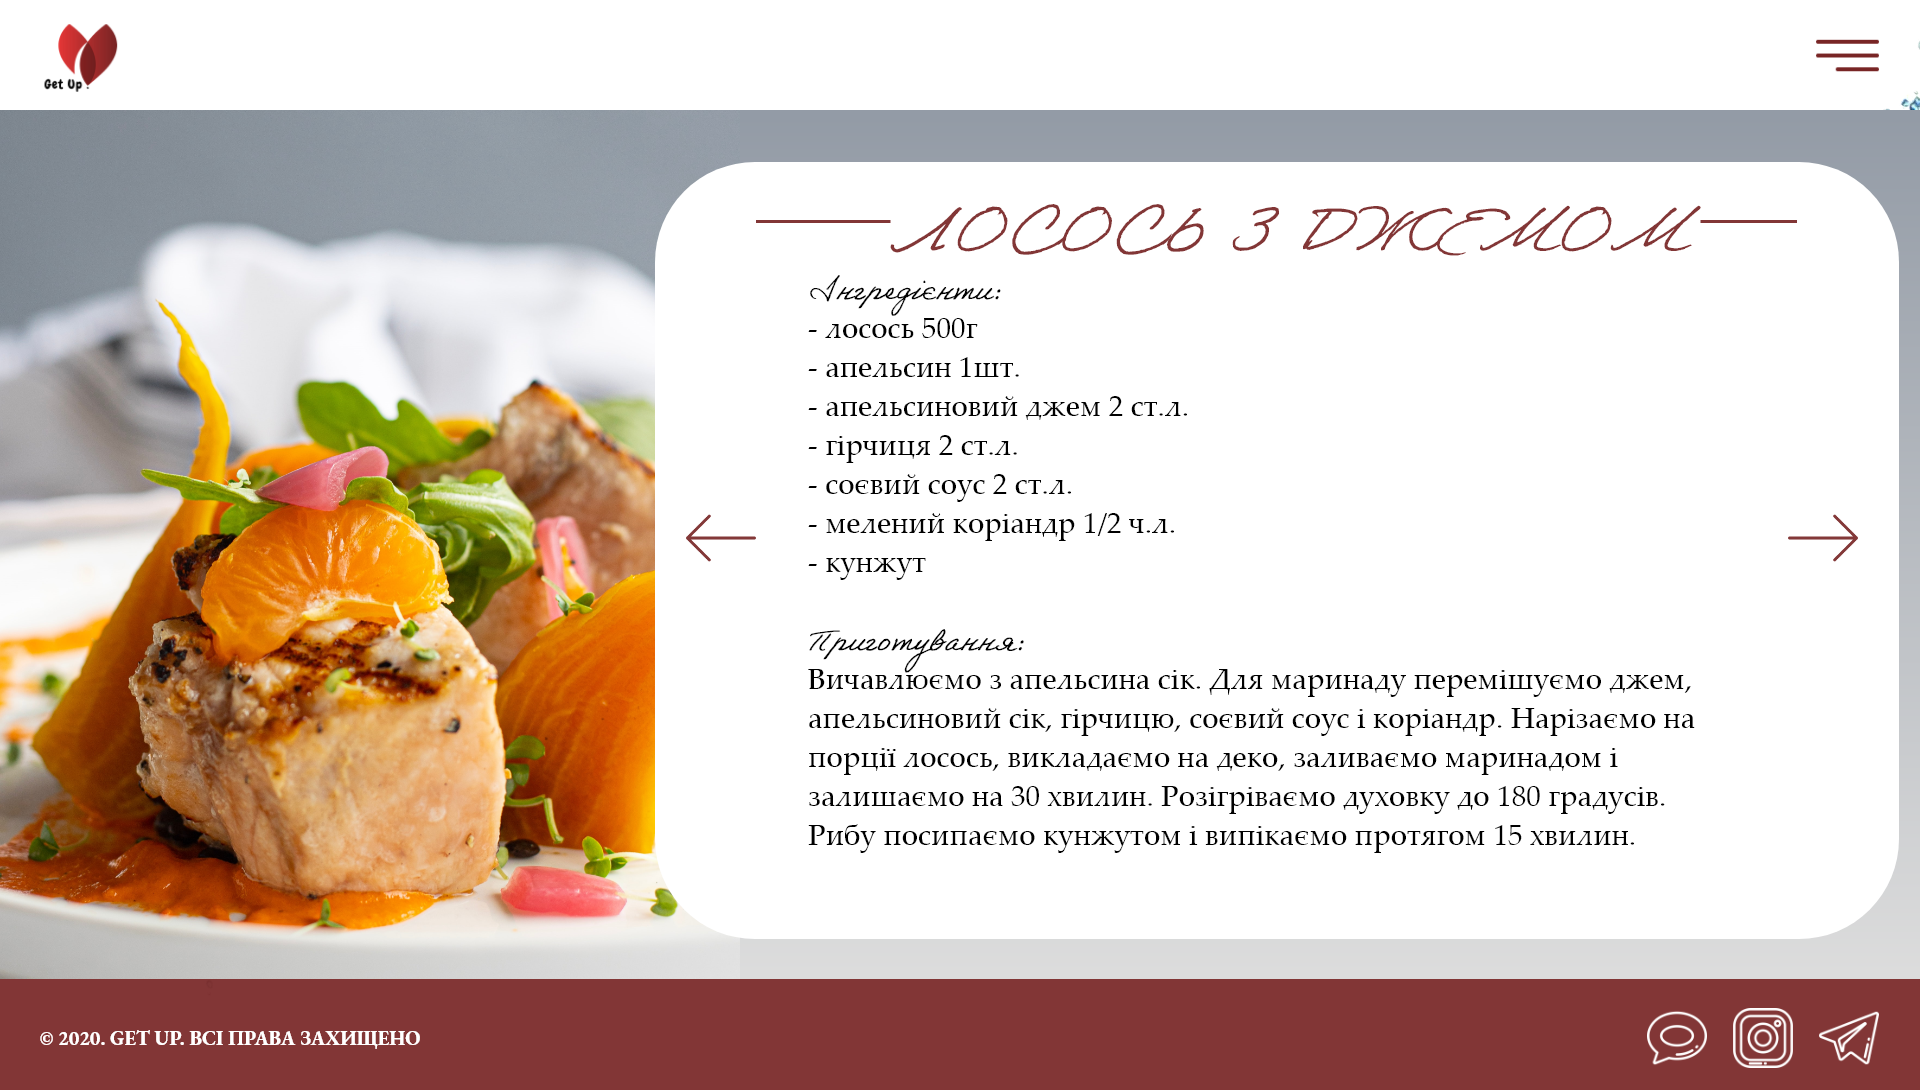 Get Up
ЛОСОСЬ З ДЖЕМОМ
Інгредієнти:
- лосось 500г
- апельсин 1шт.
- апельсиновий джем 2 ст.л.
- гірчиця 2 ст.л.
- соєвий соус 2 ст.л.
- мелений коріандр 1/2 ч.л.
- кунжут
Приготування:
Вичавлюємо з апельсина сік. Для маринаду перемішуємо джем,
апельсиновий сік, гірчицю, соєвий соус і коріандр. Нарізаємо на
порції лосось, викладаємо на деко, заливаємо маринадом і
залишаємо на 30 хвилин. Розігріваємо духовку до 180 градусів.
Рибу посипаємо кунжутом і випікаємо протягом 15 хвилин.
© 2020. GET UP. ВСІ ПРАВА ЗАХИЩЕНО